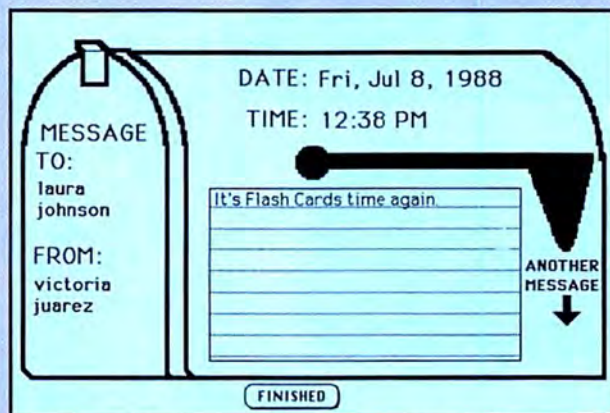 DATE: Fri, Jul 8, 1988
TIME: 12:38 PM
MESSAGE
TO:
laura
johnson
FROM:
victoria
juarez
It's Flash Cards time again.
ANOTHER
MESSAGE
FINISHED